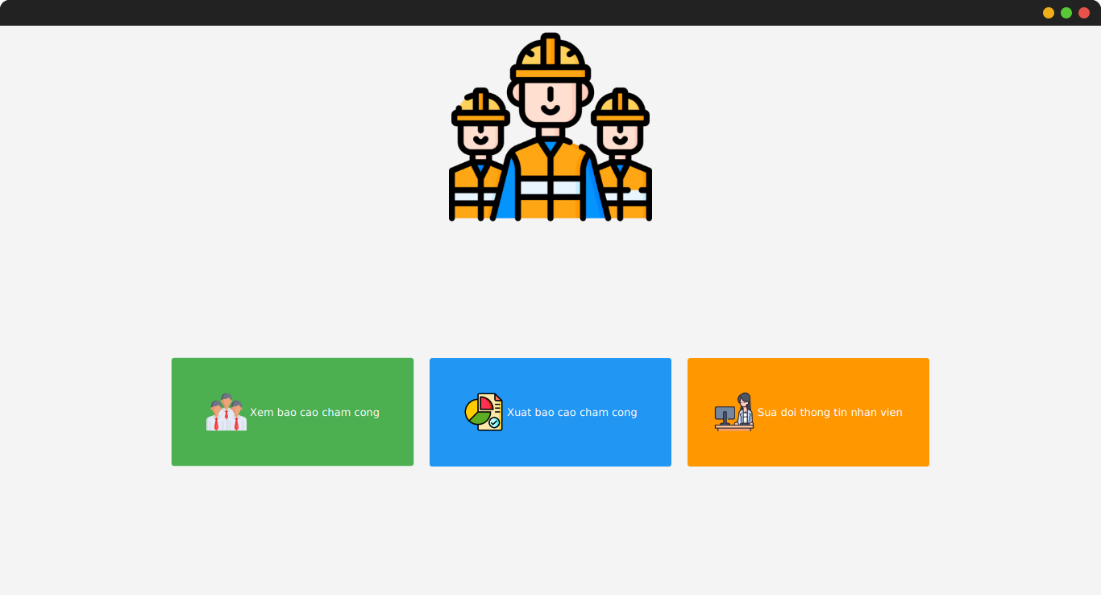 Xem bao cao cham cong
Xuat bao cao cham cong
Sua doi thong tin nhan vien